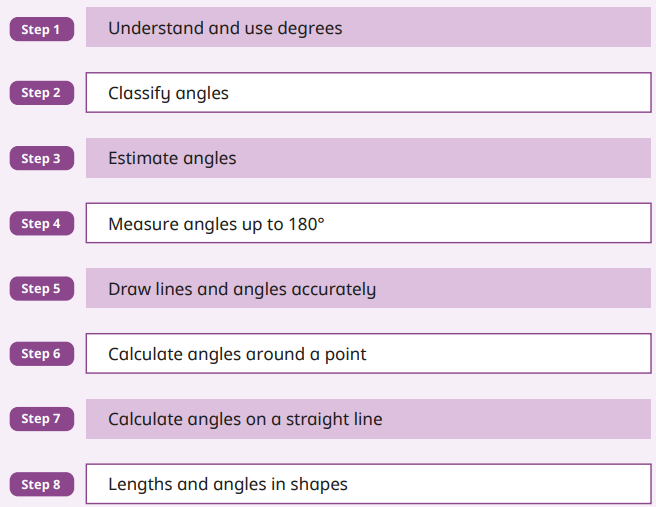 Step 1 Understand and use degrees
Step 2 Classify angles
Step 3 Estimate angles
Step 4 Measure angles up to 180°
Step 5 Draw lines and angles accurately
Step 6 Calculate angles around a point
Step 7 Calculate angles on a straight line
Step 8 Lengths and angles in shapes